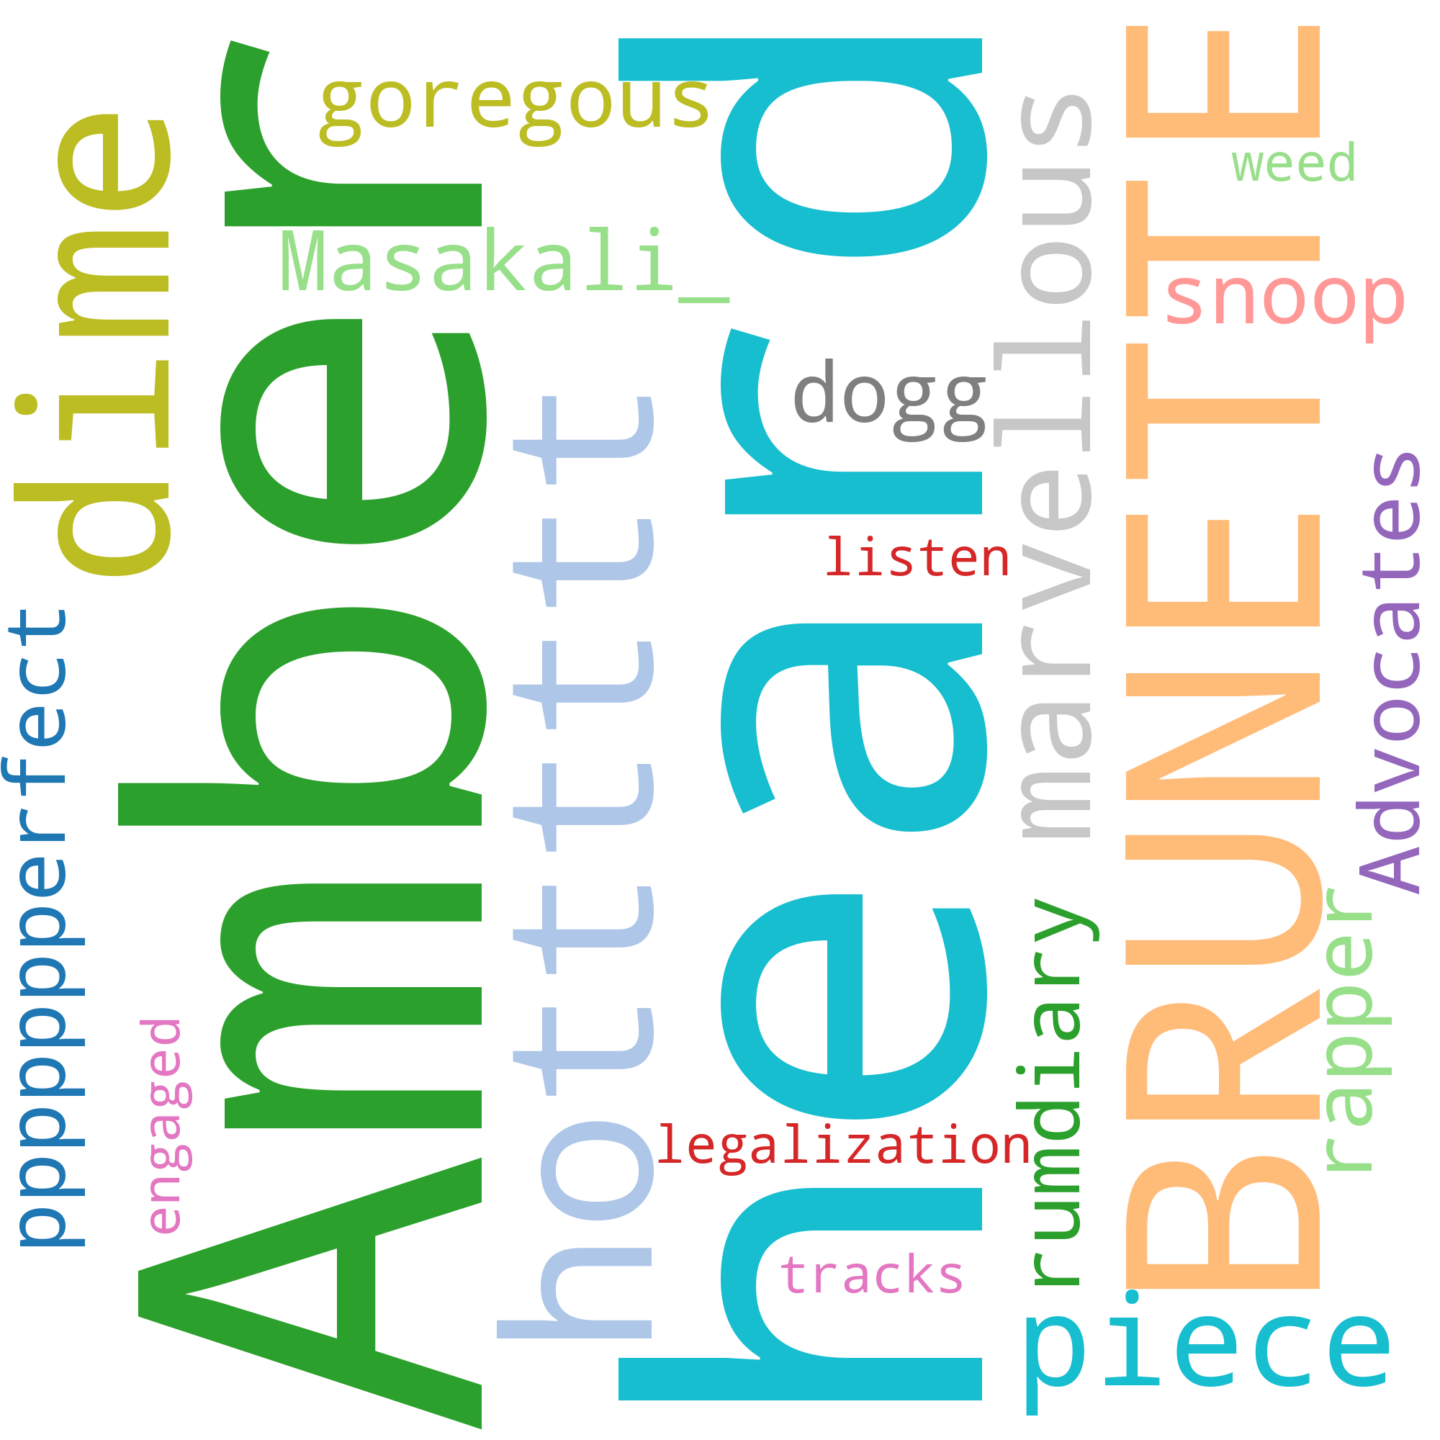 dime
Amber
goregous
Masakali_
hotttttt
heard
dogg
listen
marvellous
BRUNETTE
weed
snoop
Advocates
ppppppperfect
engaged
legalization
tracks
rumdiary
rapper
piece